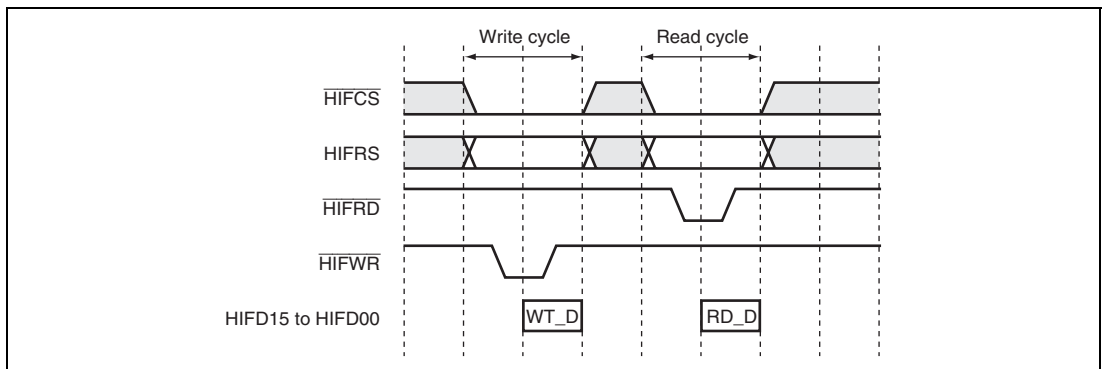 Write cycle Read cycle
HIFCS
HIFRS
HIFRD
HIFWR
HIFD15 to HIFD00 WT_D RD_D